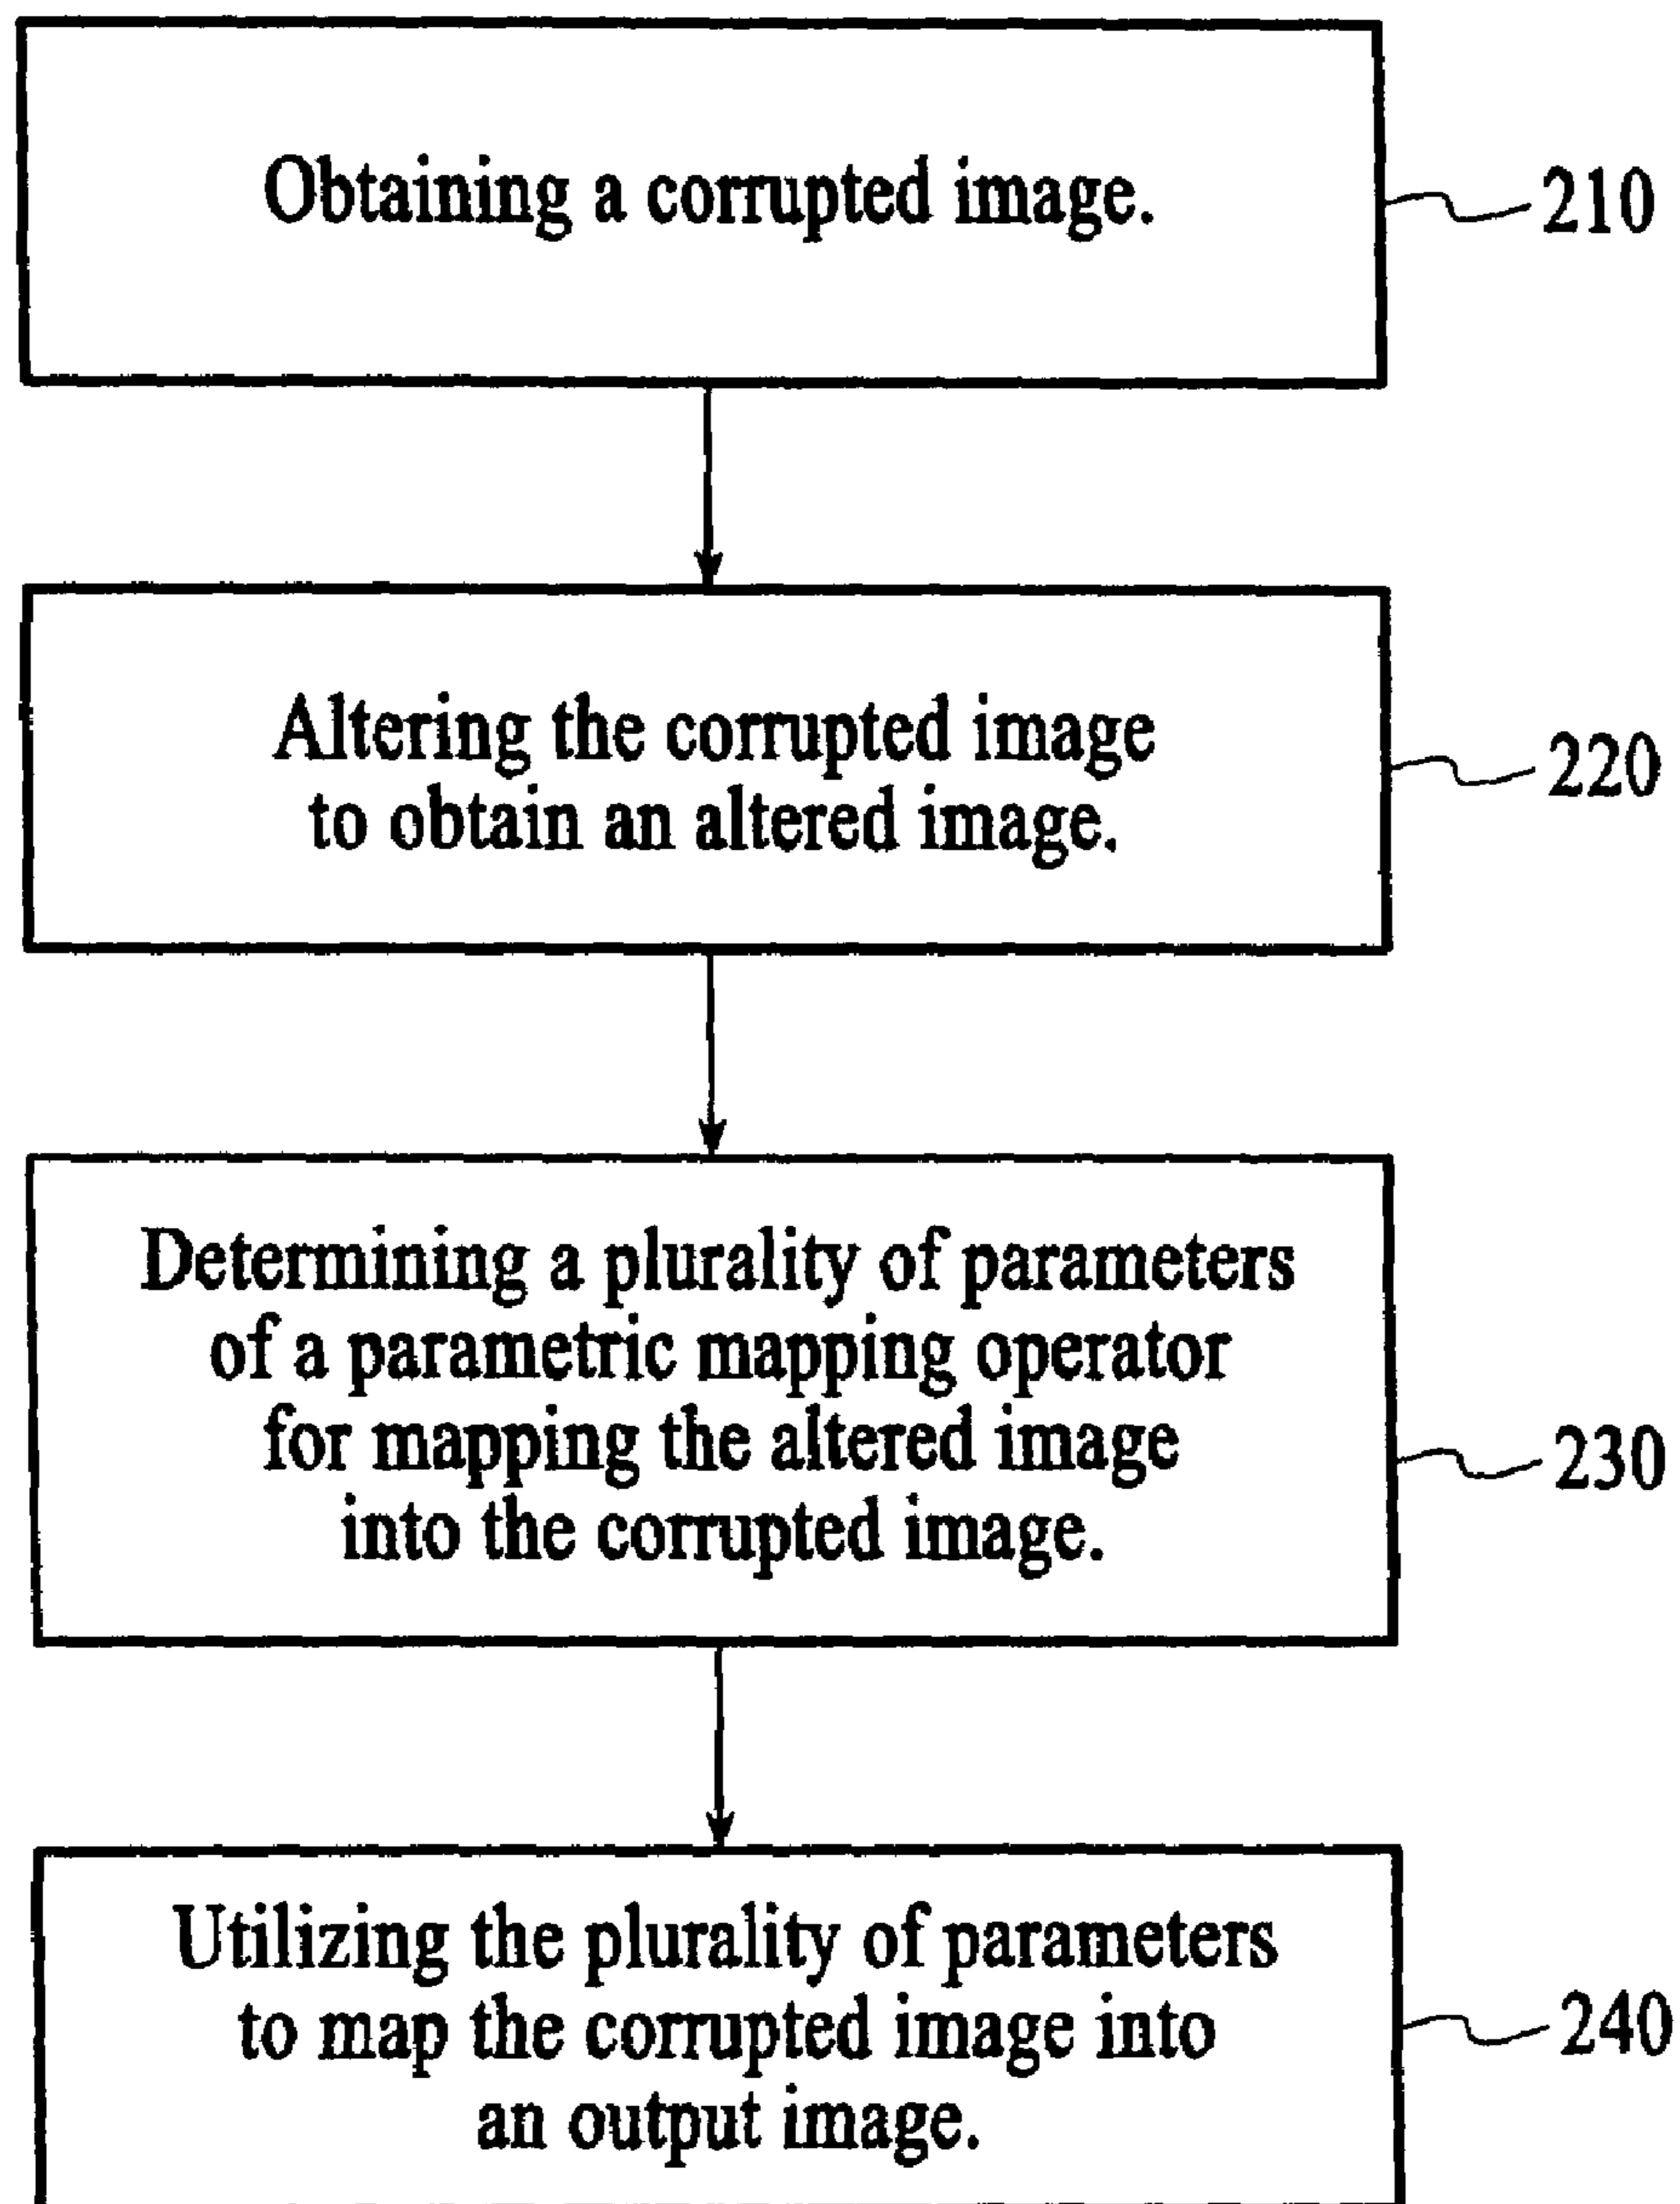 Obtaining a corrupted image.
210
Altering the corrupted image
to obtain an altered image.
220
Determining a plurality of parameters
of a parametric mapping operator
for mapping the altered image
into the corrupted image.
230
Utilizing the plurality of parameters
to map the corrupted image into
an output image.
240